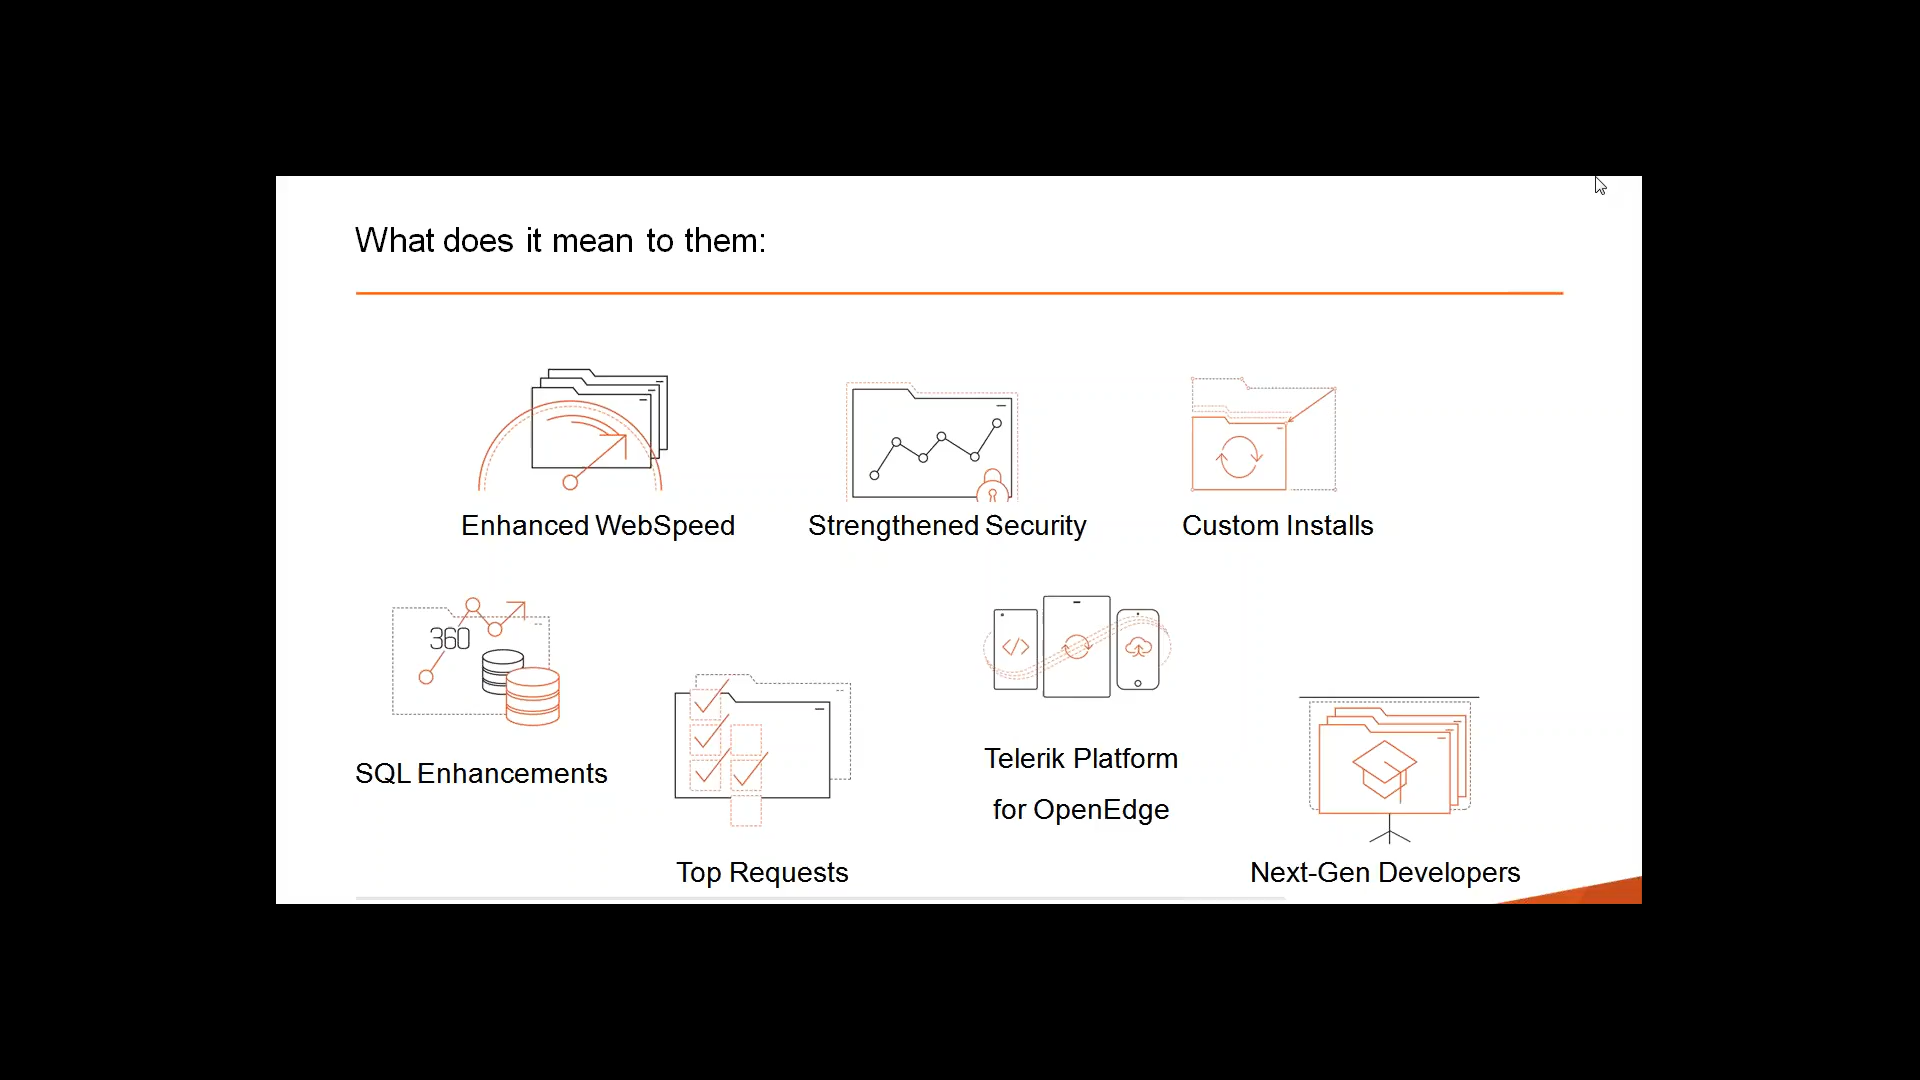 What does it mean to them:
Enhanced WebSpeed
Strengthened Security
Custom Installs
360
SQL Enhancements
</>
Telerik Platform
for OpenEdge
Top Requests
Next-Gen Developers